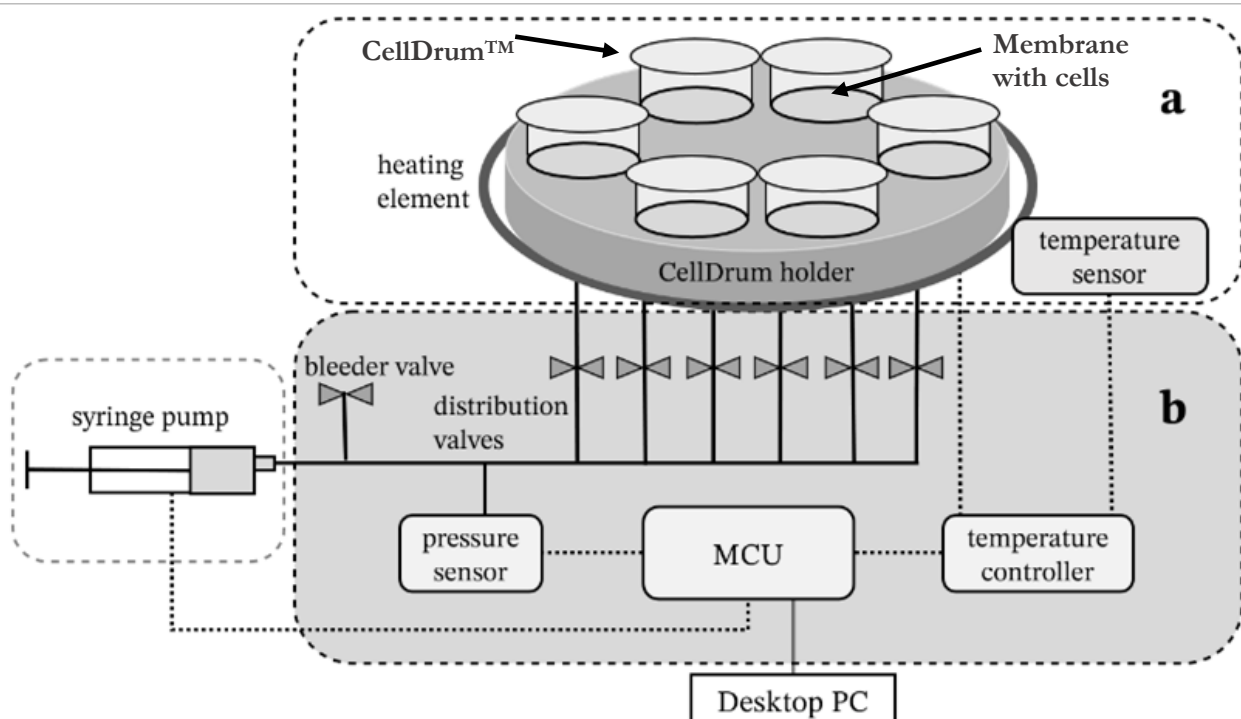 CellDrum™
Membrane
with cells
a
heating
element
CellDrum holder
temperature
sensor
bleeder valve
distribution
valves
b
syringe pump
pressure
sensor
MCU
temperature
controller
Desktop PC